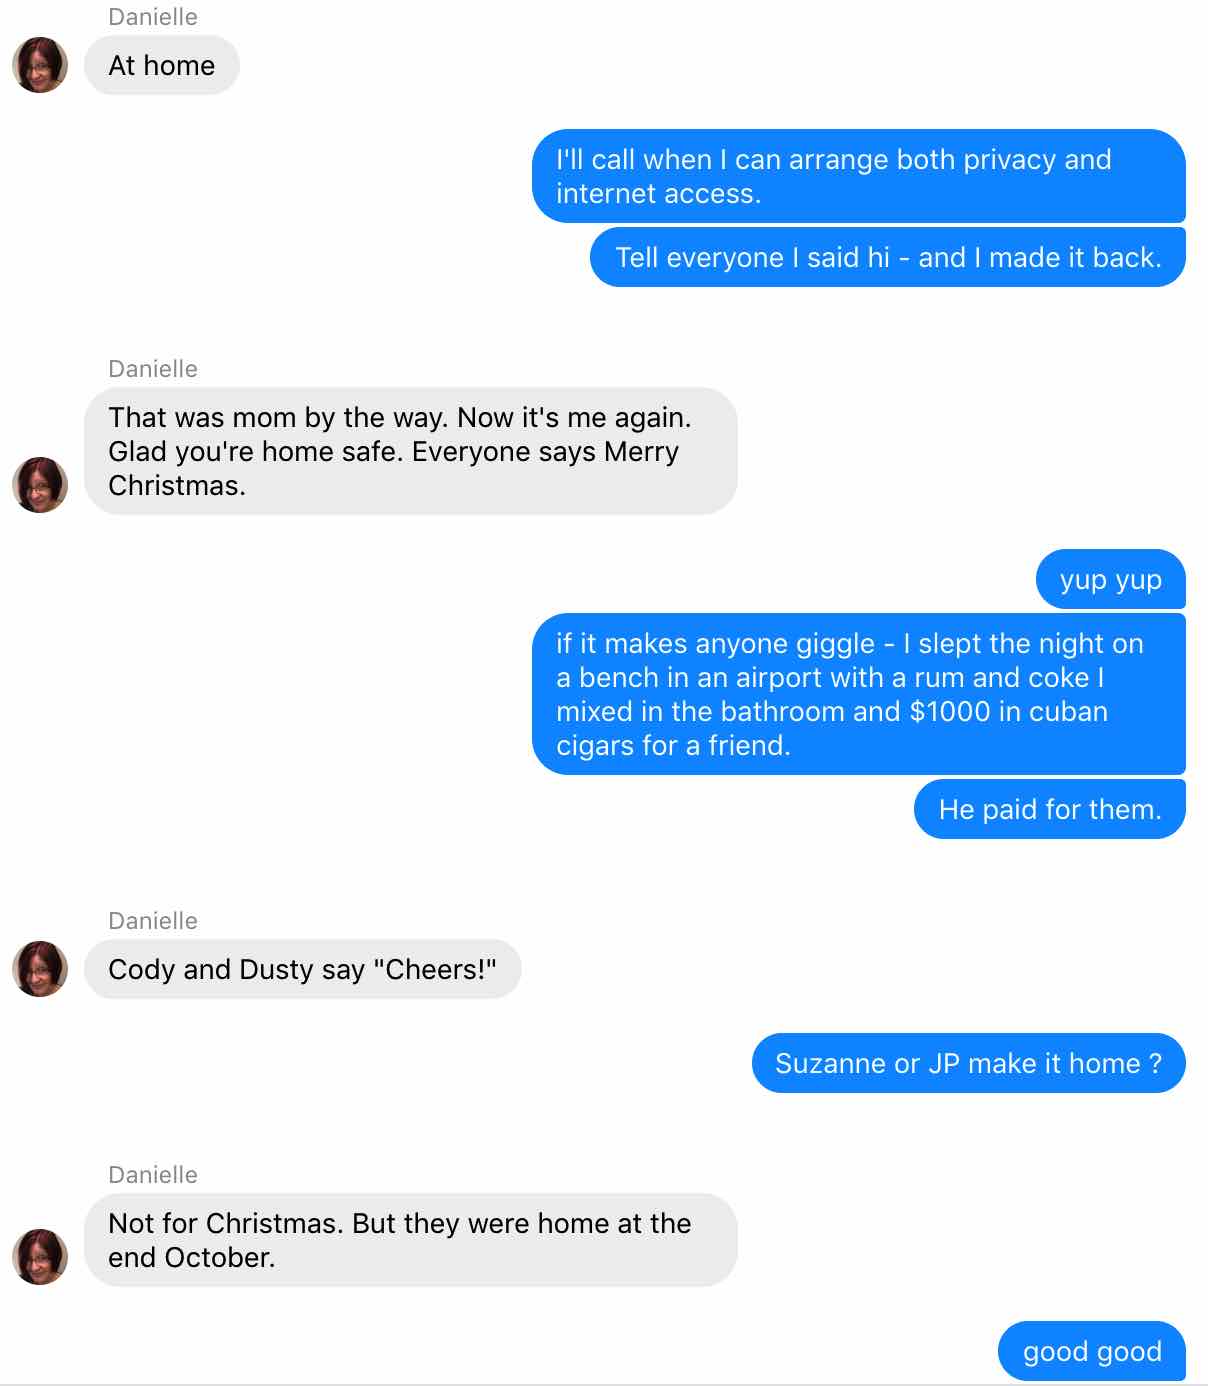 Danielle
At home
I'll call when I can arrange both privacy and
internet access.
Tell everyone I said hi - and I made it back.
Danielle
That was mom by the way. Now it's me again.
Glad you're home safe. Everyone says Merry
Christmas.
yup yup
if it makes anyone giggle - I slept the night on
a bench in an airport with a rum and coke I
mixed in the bathroom and $1000 in cuban
cigars for a friend.
He paid for them.
Danielle
Cody and Dusty say "Cheers!"
Suzanne or JP make it home ?
Danielle
Not for Christmas. But they were home at the
end October.
good good